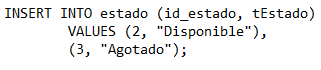 INSERT INTO estado (id_estado, tEstado)
VALUES (2, "Disponible"),
(3, "Agotado");